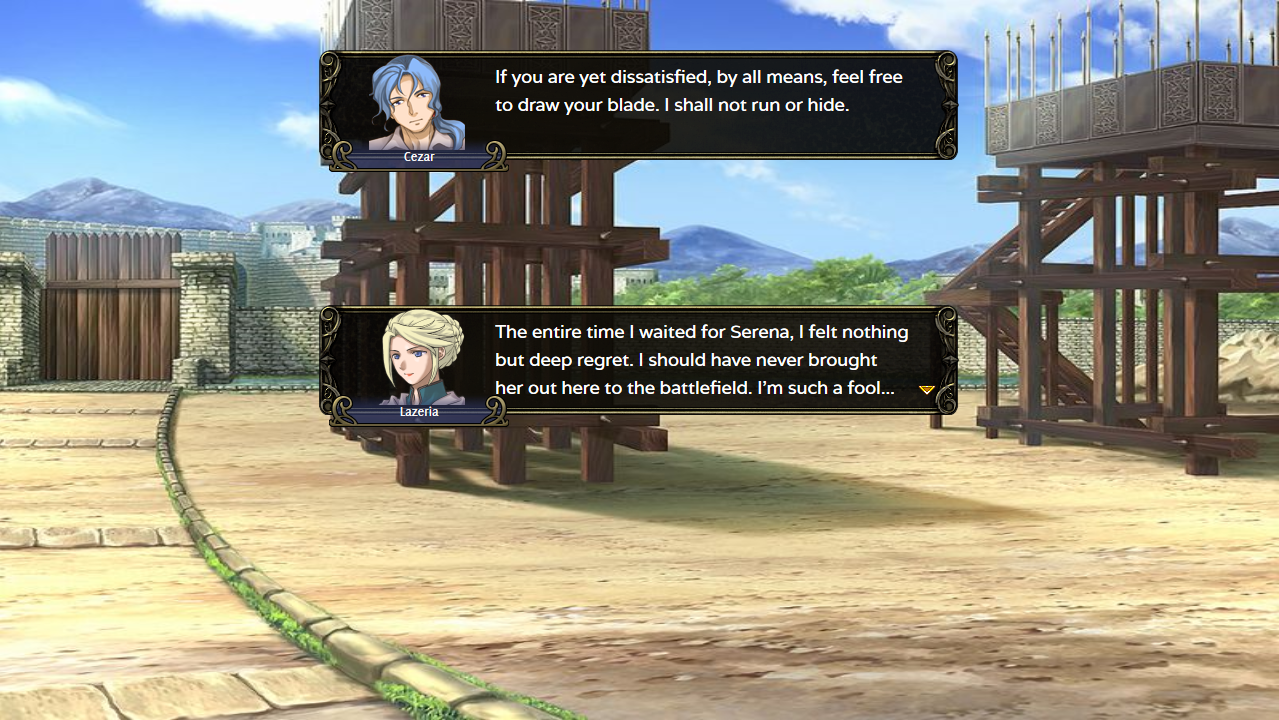 If you are yet dissatisfied, by all means, feel free
to draw your blade. I shall not run or hide.
Cezar
The entire time I waited for Serena, I felt nothing
but deep regret. I should have never brought
her out here to the battlefield. I’m such a fool...
Lazeria